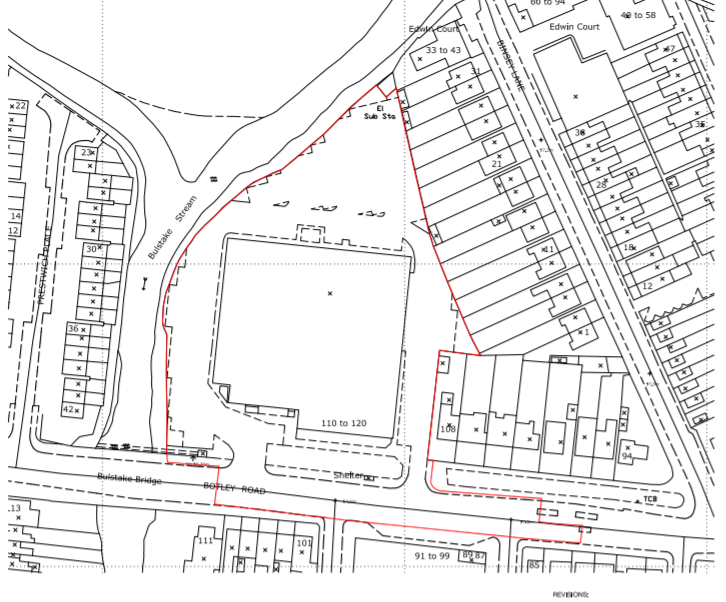 60 to 94
49 to 58
Edwin Court
Edwin Court
33 to 43
BINSEY LANE
47
31
22
El
Sub Sta
35
38
23
21
28
14
12
Bulstake Stream
30
11
18
12
36
1
42
110 to 120
108
94
Shelter
Bulstake Bridge
BOTLEY ROAD
TCB
13
111
101
91 to 99
89
87
85
REVISIONS: